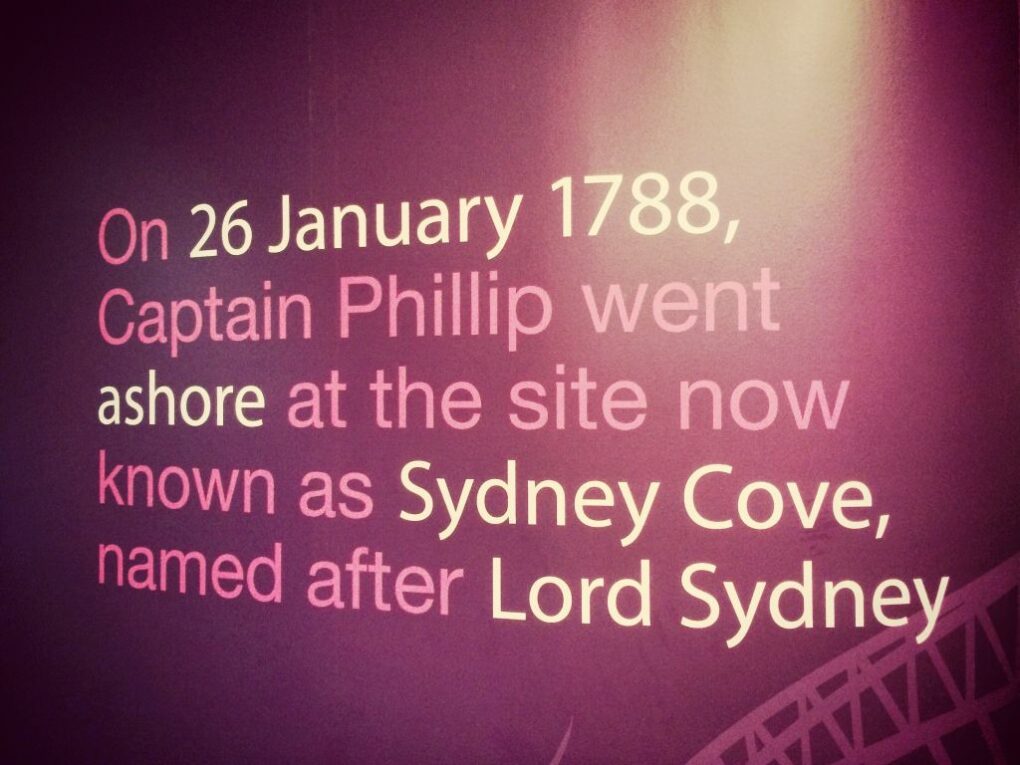 On 26 January 1788,
Captain Phillip went
ashore at the site now
known as Sydney Cove,
named after Lord Sydney